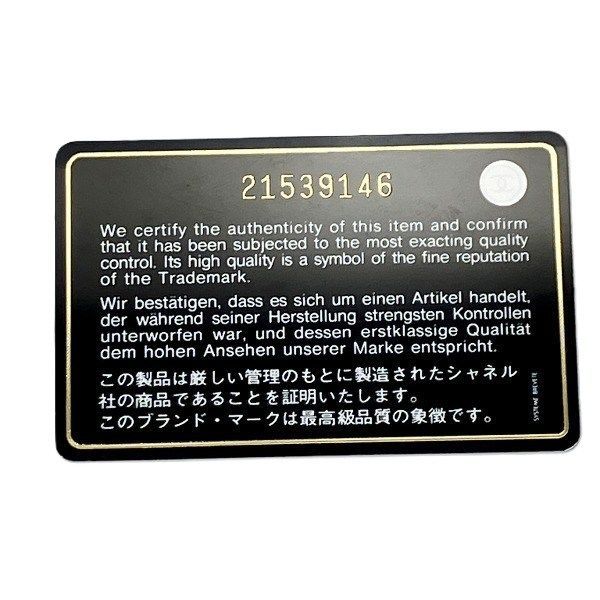 21539146
We certify the authenticity of this item and confirm
that it has been subjected to the most exacting quality
control. Its high quality is a symbol of the fine reputation
of the Trademark.
Wir bestätigen, dass es sich um einen Artikel handelt,
der während seiner Herstellung strengsten Kontrollen
unterworfen war, und dessen erstklassige Qualität
dem hohen Ansehen unserer Marke entspricht.
この製品は厳しい管理のもとに製造されたシャネル
社の商品であることを証明いたします。
このブランド・マークは最高級品質の象徴です。
SYSTEME BREVETE